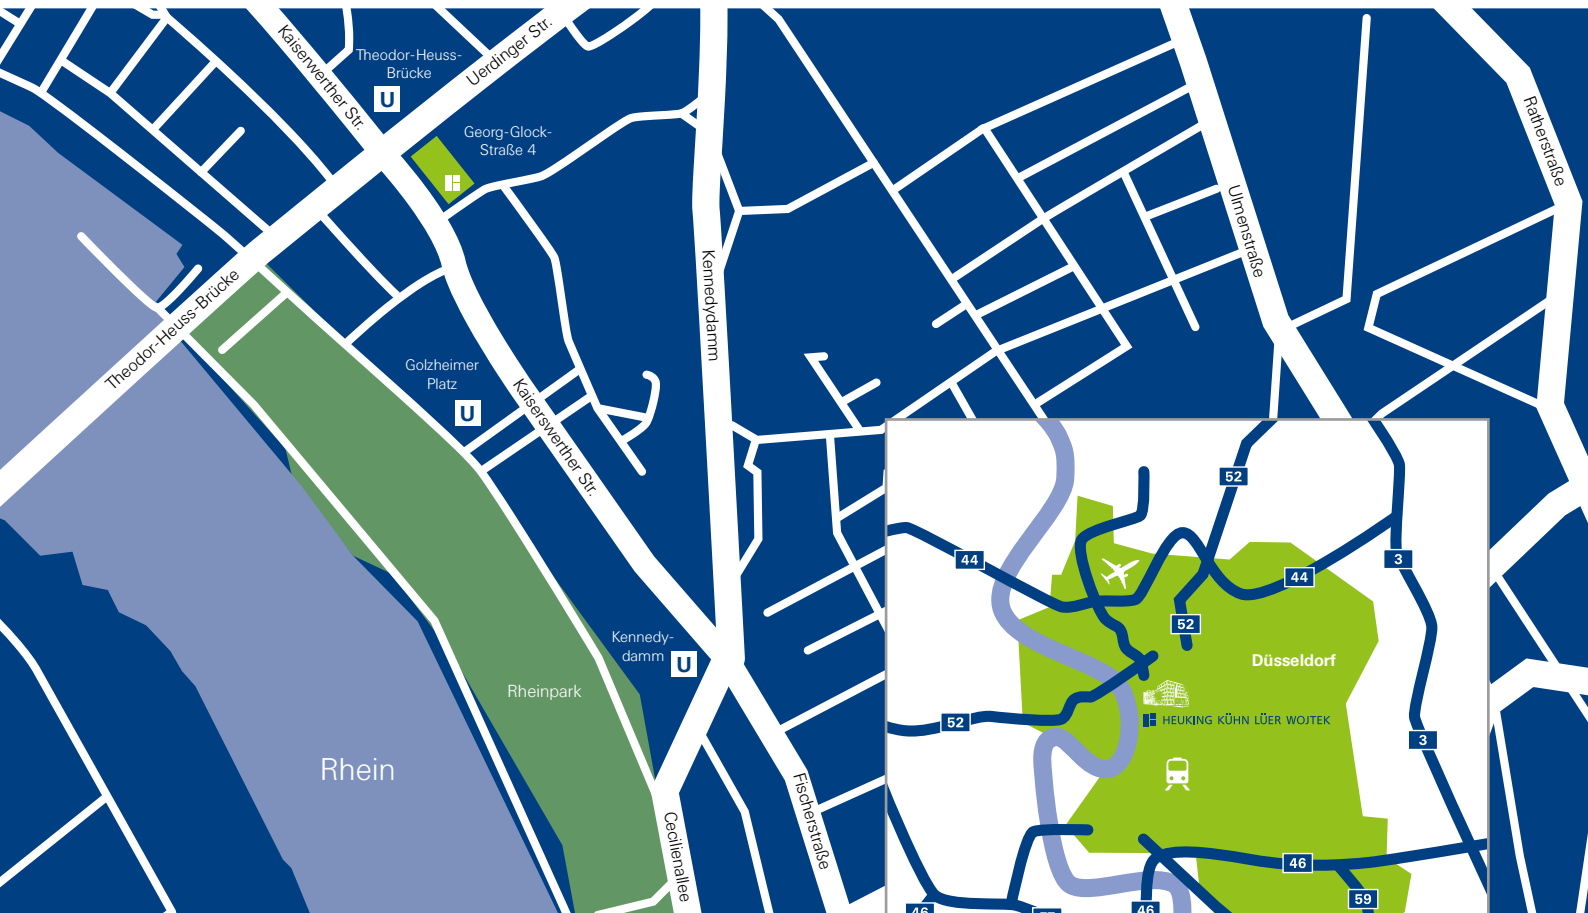 Kaiserwerther Str.
Theodor-Heuss-
Brücke
U
Uerdinger Str.
Georg-Glock-
Straße 4
Ratherstraße
Ulmenstraße
Kennedydamm
Theodor-Heuss-Brücke
Golzheimer
Platz
U
Kaiserswerther Str.
Kennedy-
damm
U
Rheinpark
Rhein
Cecilienallee
Fischerstraße
52
44
3
44
52
Düsseldorf
52
HEUKING KÜHN LÜER WOJTEK
3
46
59
46
46